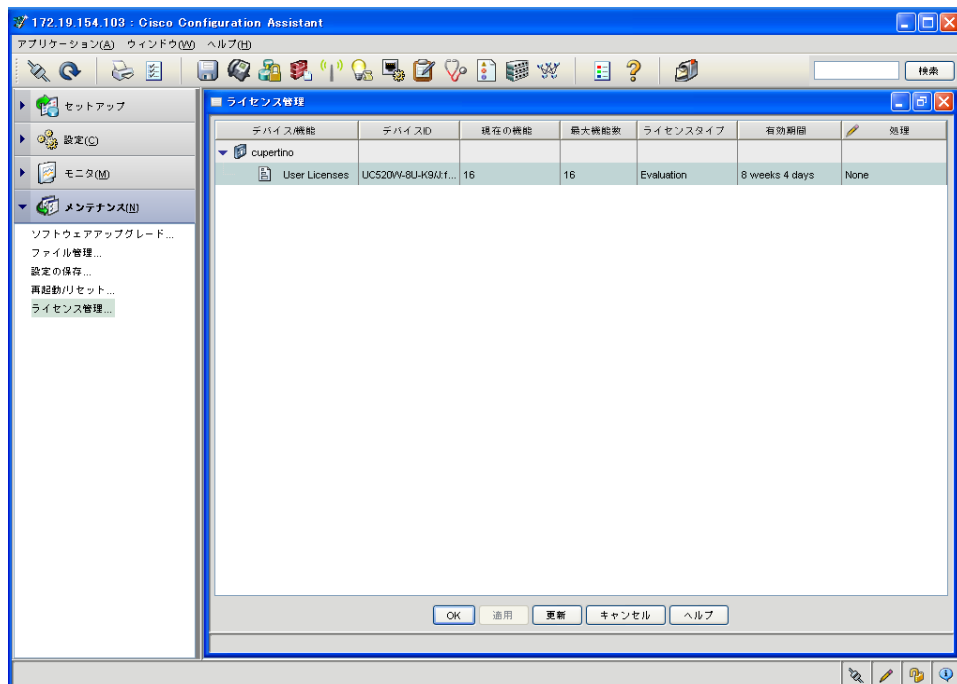 172.19.154.103 : Cisco Configuration Assistant
アプリケーション(A) ウィンドウ(W) ヘルプ(H)
検索
セットアップ
設定(C)
モニタ(M)
メンテナンス(N)
ソフトウェアアップグレード...
ファイル管理...
設定の保存...
再起動/リセット...
ライセンス管理...
ライセンス管理
デバイス/機能 デバイスID 現在の機能 最大機能数 ライセンスタイプ 有効期間 処理
cupertino
User Licenses UC520W-8U-K9/J:f... 16 16 Evaluation 8 weeks 4 days None
OK 適用 更新 キャンセル ヘルプ